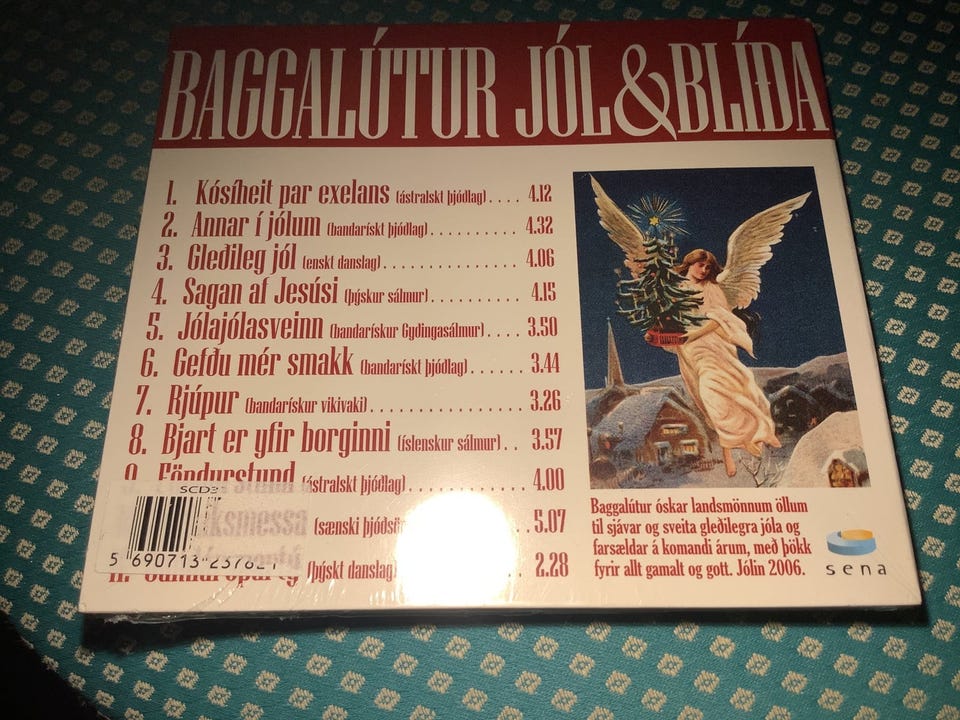 BAGGALÚTUR JÓL & BLÍÐA
1. Kósíheit par exelans (ástralskt þjóðlag).... 4.12
2. Annar í jólum (bandarískt þjóðlag).......... 4.32
3. Gleðileg jól (enskt danslag)............... 4.06
4. Sagan af Jesúsi (þýskur sálmur).......... 4.15
5. Jólajólasveinn (bandarískur Gyðingasálmur). 3.50
6. Gefðu mér smakk (bandarískt þjóðlag)....... 3.44
7. Rjúpur (bandarískur vikivaki)............... 3.26
8. Bjart er yfir borginni (íslenskur sálmur).. 3.57
9. Föndurstund (ástralskt þjóðlag) 4.00
(sænski 5.07
(þýskt danslag) 2.28
SCD
5 690713 23782
Baggalútur óskar landsmönnum öllum
til sjávar og sveita gleðilegra jóla og
farsældar á komandi árum, með þökk
fyrir allt gamalt og gott. Jólin 2006.
sena